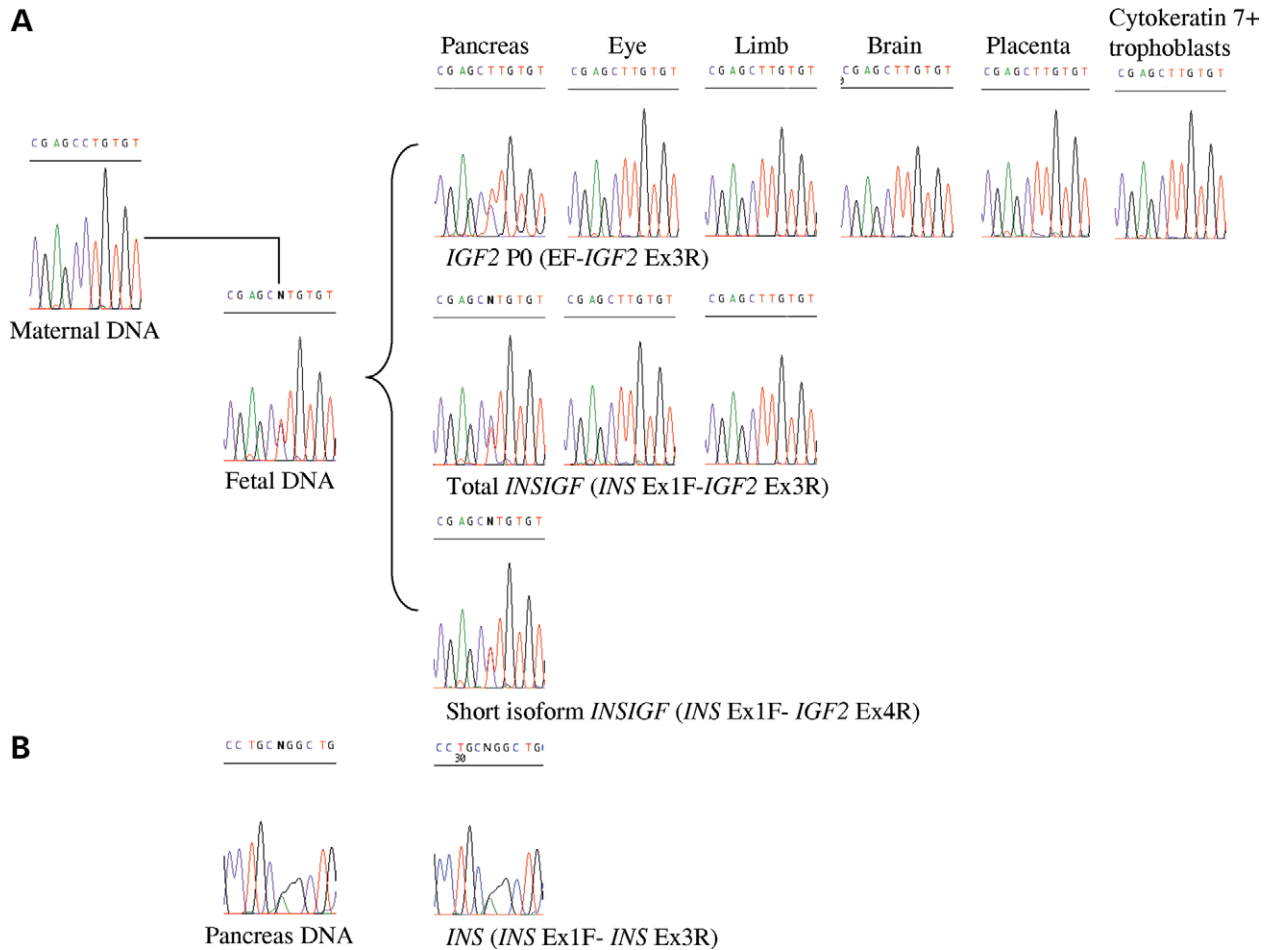 A
Pancreas Eye Limb Brain Placenta Cytokeratin 7+ trophoblasts
CGAGCTTGTGT CGAGCTTGTGT CGAGCTTGTGT CGAGCTTGTGT CGAGCTTGTGT CGAGCTTGTGT
CGAGCCTGTGT
IGF2 P0 (EF-IGF2 Ex3R)
Maternal DNA
CGAGCNTGTGT
CGAGCNTGTGT CGAGCTTGTGT CGAGCTTGTGT
Fetal DNA
Total INSIGF (INS Ex1F-IGF2 Ex3R)
CGAGCNTGTGT
Short isoform INSIGF (INS Ex1F- IGF2 Ex4R)
B
CCTGCNGGCTG CCTGCNGGCTG
30
Pancreas DNA
INS (INS Ex1F- INS Ex3R)